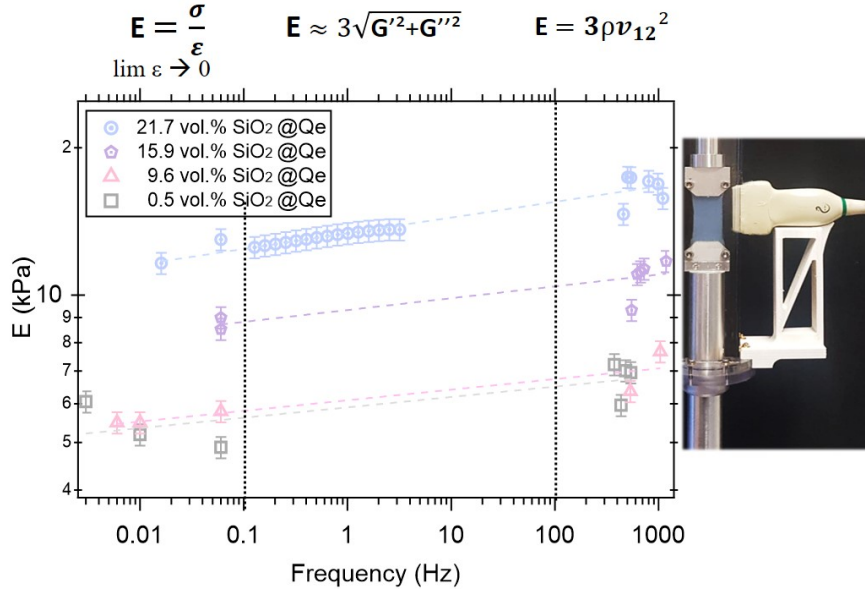 E = σ/ε
lim ε → 0
E ≈ 3√G'²+G''²
E = 3ρv₁₂²
21.7 vol.% SiO₂@Qe
15.9 vol.% SiO₂@Qe
9.6 vol.% SiO₂@Qe
0.5 vol.% SiO₂@Qe
E (kPa)
2
10
9
8
7
6
5
4
0.01
0.1
1
10
100
1000
Frequency (Hz)